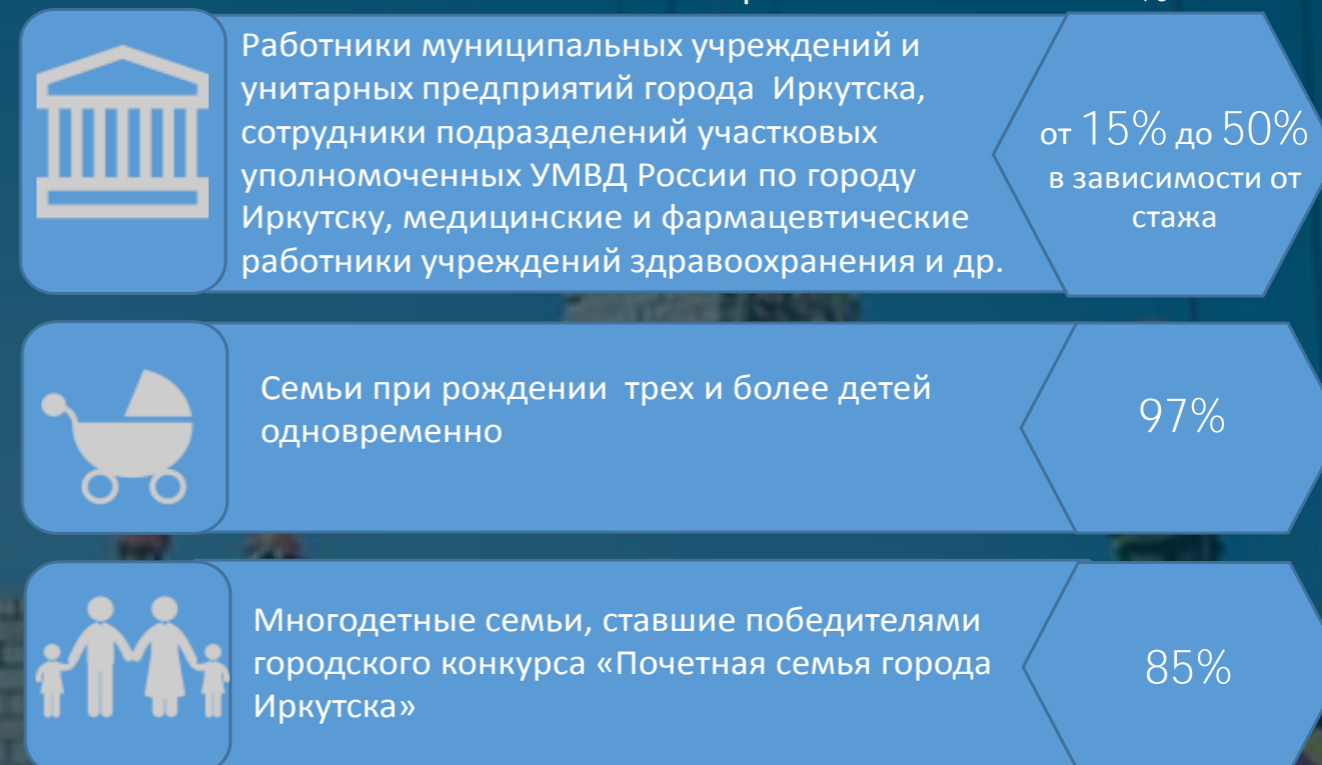 Работники муниципальных учреждений и
унитарных предприятий города Иркутска,
сотрудники подразделений участковых
уполномоченных УМВД России по городу
Иркутску, медицинские и фармацевтические
работники учреждений здравоохранения и др.
от 15% до 50%
в зависимости от
стажа
Семьи при рождении трех и более детей
одновременно
97%
Многодетные семьи, ставшие победителями
городского конкурса «Почетная семья города
Иркутска»
85%